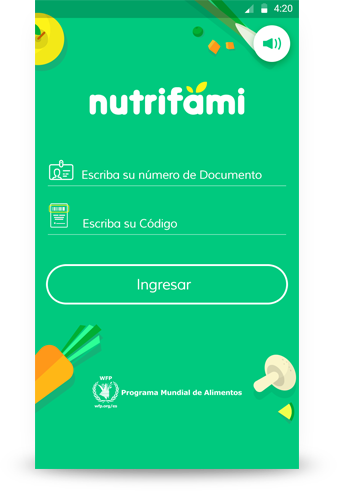 4:20
nutrifami
Escriba su número de Documento
Escriba su Código
Ingresar
WFP
Programa Mundial de Alimentos
wfp.org/es